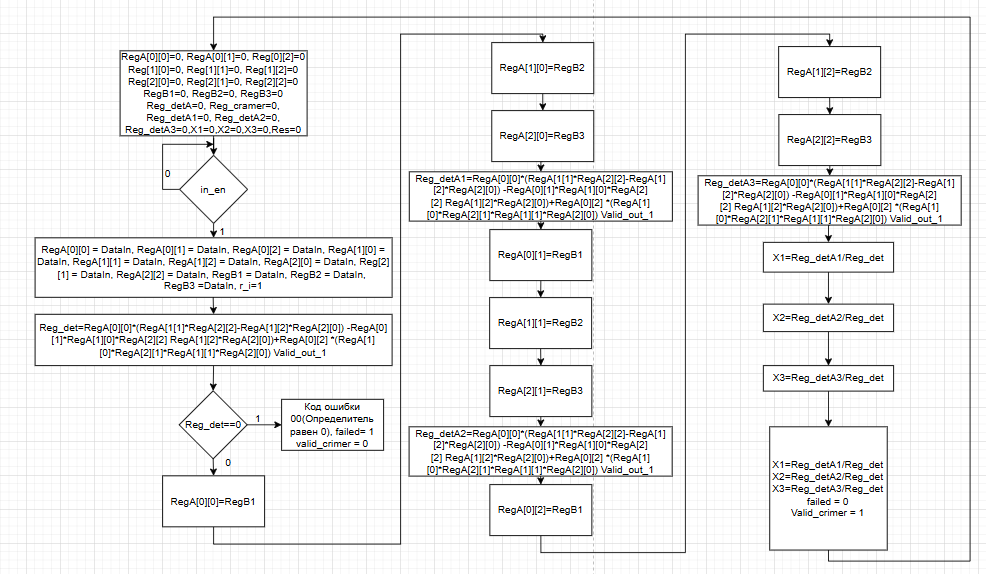 RegA[0][0]=0, RegA[0][1]=0, Reg[0][2]=0
Reg[1][0]=0, Reg[1][1]=0, Reg[1][2]=0
Reg[2][0]=0, Reg[2][1]=0, Reg[2][2]=0
RegB1=0, RegB2=0, RegB3=0
Reg_detA=0, Reg_cramer=0,
Reg_detA1=0, Reg_detA2=0,
Reg_detA3=0,X1=0,X2=0,X3=0,Res=0
0
in_en
1
RegA[0][0] = DataIn, RegA[0][1] = DataIn, RegA[0][2] = DataIn, RegA[1][0] =
DataIn, RegA[1][1] = DataIn, RegA[1][2] = DataIn, RegA[2][0] = DataIn, Reg[2]
[1] = DataIn, RegA[2][2] = DataIn, RegB1 = DataIn, RegB2 = DataIn,
RegB3 =DataIn, r_i=1
Reg_det=RegA[0][0]*(RegA[1[1]*RegA[2][2]-RegA[1][2]*RegA[2][0]) -RegA[0]
[1]*RegA[1][0]*RegA[2][2] RegA[1][2]*RegA[2][0])+RegA[0][2] *(RegA[1]
[0]*RegA[2][1]*RegA[1][1]*RegA[2][0]) Valid_out_1
Reg_det==0
1
Код ошибки
00(Определитель
равен 0), failed= 1
valid_crimer = 0
0
RegA[0][0]=RegB1
RegA[1][0]=RegB2
RegA[2][0]=RegB3
Reg_detA1=RegA[0][0]*(RegA[1[1]*RegA[2][2]-RegA[1]
[2]*RegA[2][0]) -RegA[0][1]*RegA[1][0]*RegA[2]
[2] RegA[1][2]*RegA[2][0])+RegA[0][2] *(RegA[1]
[0]*RegA[2][1]*RegA[1][1]*RegA[2][0]) Valid_out_1
RegA[0][1]=RegB1
RegA[1][1]=RegB2
RegA[2][1]=RegB3
Reg_detA2=RegA[0][0]*(RegA[1[1]*RegA[2][2]-RegA[1]
[2]*RegA[2][0]) -RegA[0][1]*RegA[1][0]*RegA[2]
[2] RegA[1][2]*RegA[2][0])+RegA[0][2] *(RegA[1]
[0]*RegA[2][1]*RegA[1][1]*RegA[2][0]) Valid_out_1
RegA[0][2]=RegB1
RegA[1][2]=RegB2
RegA[2][2]=RegB3
Reg_detA3=RegA[0][0]*(RegA[1[1]*RegA[2][2]-RegA[1]
[2]*RegA[2][0]) -RegA[0][1]*RegA[1][0]*RegA[2]
[2] RegA[1][2]*RegA[2][0])+RegA[0][2] *(RegA[1]
[0]*RegA[2][1]*RegA[1][1]*RegA[2][0]) Valid_out_1
X1=Reg_detA1/Reg_det
X2=Reg_detA2/Reg_det
X3=Reg_detA3/Reg_det
X1=Reg_detA1/Reg_det
X2=Reg_detA2/Reg_det
X3=Reg_detA3/Reg_det
failed = 0
Valid_crimer = 1